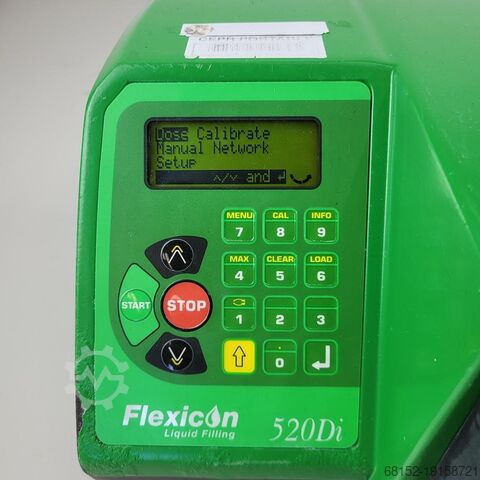 Dose Calibrate
Manual Network
Setup
^/v and ↵
MENU CAL INFO
7 8 9
MAX CLEAR LOAD
4 5 6
START STOP
1 2 3
0
Flexicon
Liquid Filling
520Di
68152-19158721